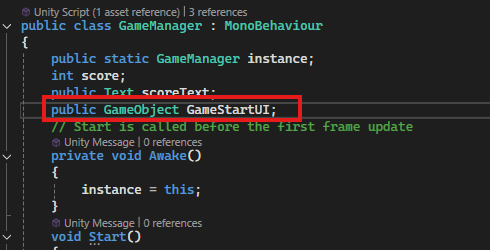 Unity Script (1 asset reference) | 3 references
public class GameManager : MonoBehaviour
{
public static GameManager instance;
int score;
public Text scoreText;
public GameObject GameStartUI;
// Start is called before the first frame update
Unity Message | 0 references
private void Awake()
{
instance = this;
}
Unity Message | 0 references
void Start()